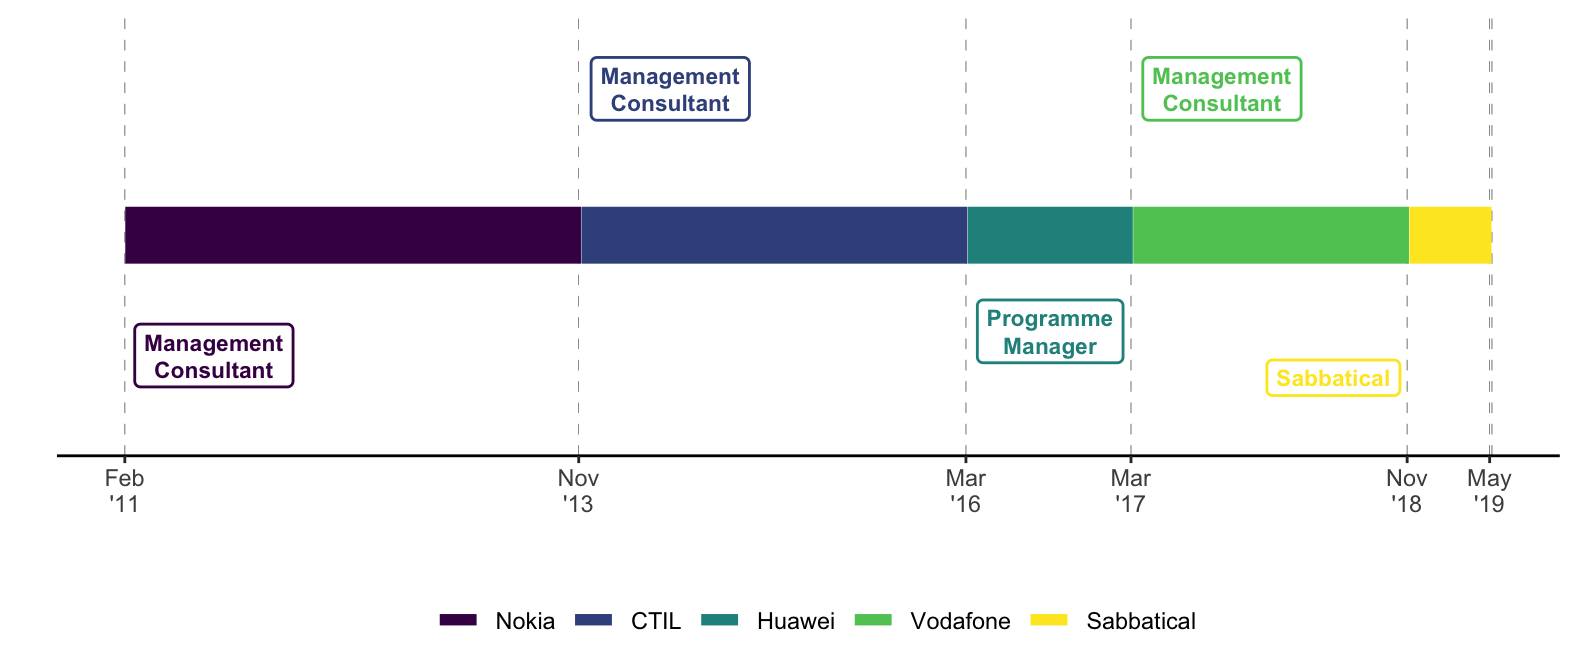 Management
Consultant
Management
Consultant
Management
Consultant
Programme
Manager
Sabbatical
Feb
'11
Nov
'13
Mar
'16
Mar
'17
Nov
'18
May
'19
Nokia
CTIL
Huawei
Vodafone
Sabbatical